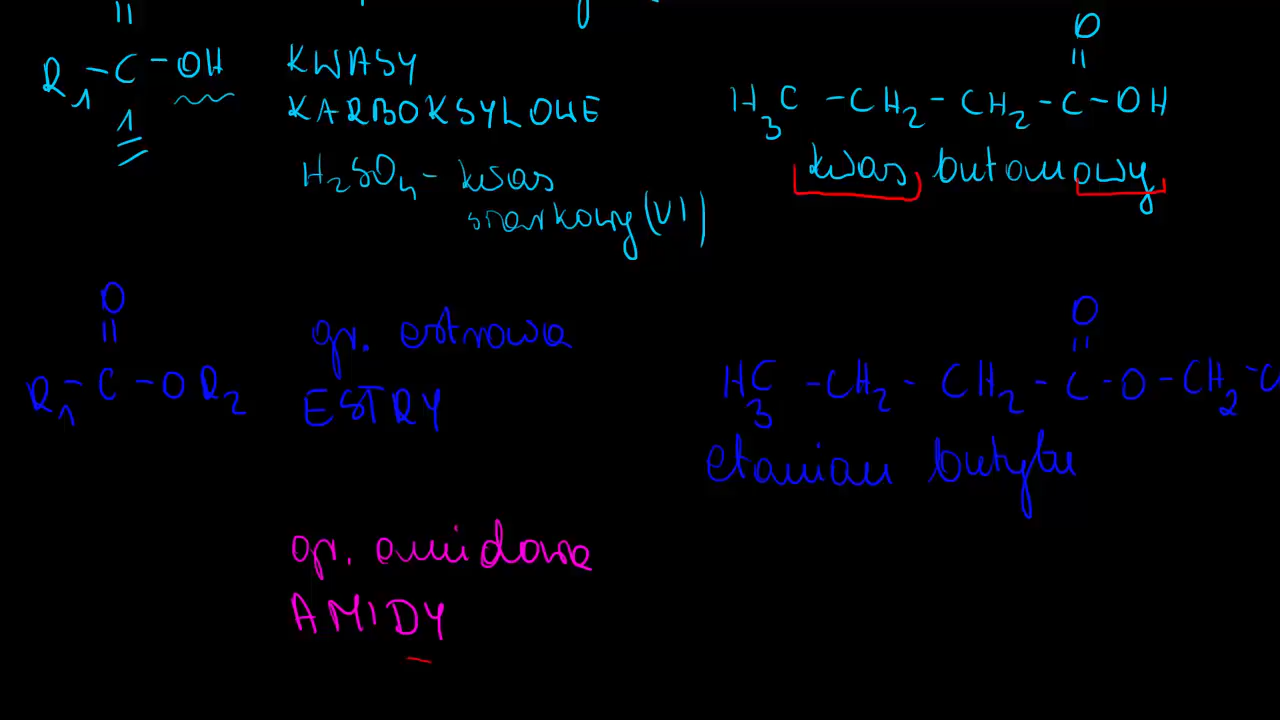 R₁-C-OH
1
KWASY
KARBOKSYLOWE
H₂SO₄ - kwas
siarkowy (VI)
O
H₃C-CH₂-CH₂-C-OH
kwas butanowy
O
R₁-C-OR₂
gr. estrowa
ESTRY
O
H₃C-CH₂-CH₂-C-O-CH₂-C
etanian butylu
gr. amidowa
AMIDY